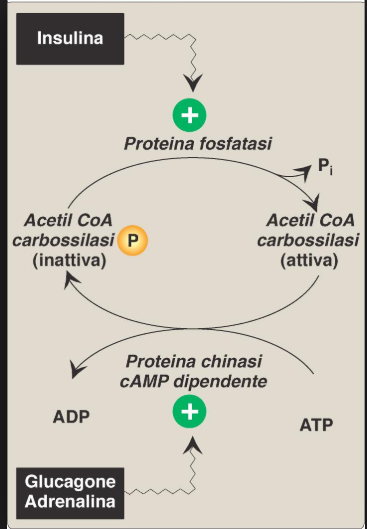 Insulina
+
Proteina fosfatasi
Pi
Acetil CoA
carbossilasi P
(inattiva)
Acetil CoA
carbossilasi
(attiva)
Proteina chinasi
cAMP dipendente
ADP
+
ATP
Glucagone
Adrenalina